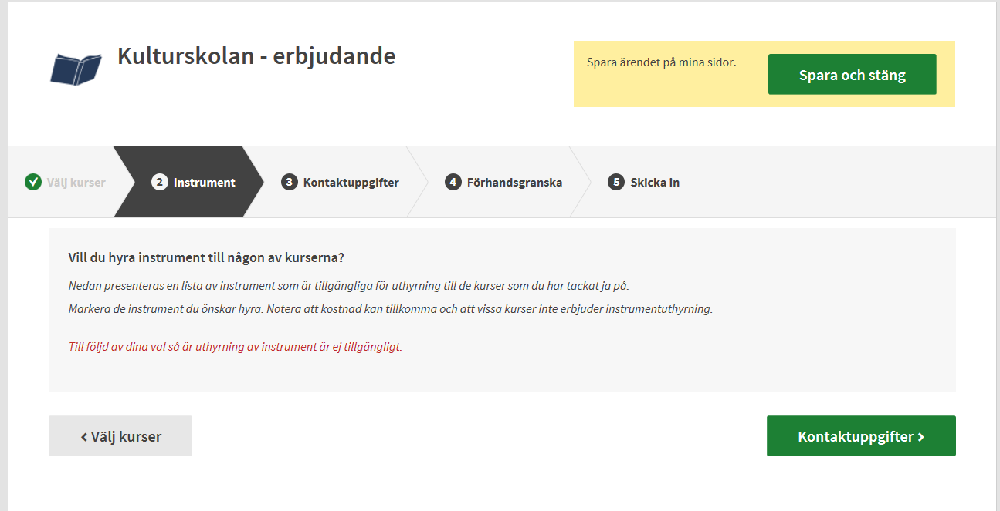 Kulturskolan - erbjudande
Spara ärendet på mina sidor.
Spara och stäng
Välj kurser
2 Instrument
3 Kontaktuppgifter
4 Förhandsgranska
5 Skicka in
Vill du hyra instrument till någon av kurserna?
Nedan presenteras en lista av instrument som är tillgängliga för uthyrning till de kurser som du har tackat ja på.
Markera de instrument du önskar hyra. Notera att kostnad kan tillkomma och att vissa kurser inte erbjuder instrumentuthyrning.
Till följd av dina val så är uthyrning av instrument är ej tillgängligt.
Välj kurser
Kontaktuppgifter